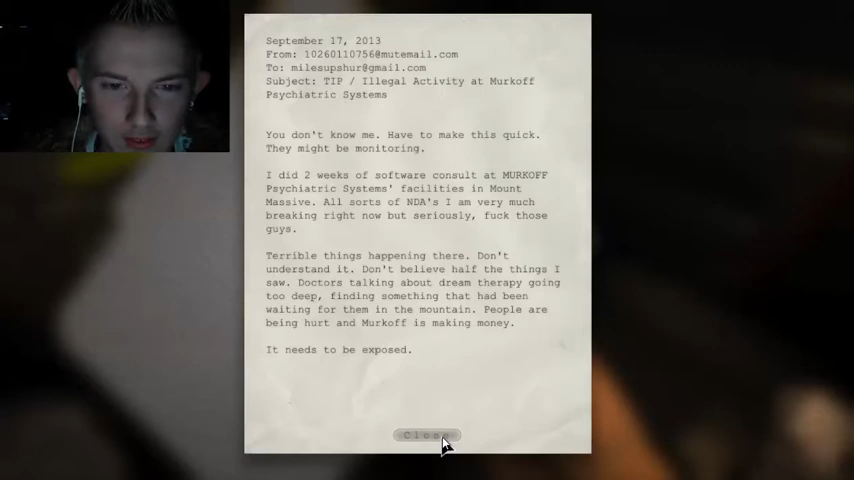 September 17, 2013
From: 10260110756@mutemail.com
To: milesupshur@gmail.com
Subject: TIP / Illegal Activity at Murkoff
Psychiatric Systems
You don't know me. Have to make this quick.
They might be monitoring.
I did 2 weeks of software consult at MURKOFF
Psychiatric Systems' facilities in Mount
Massive. All sorts of NDA's I am very much
breaking right now but seriously, fuck those
guys.
Terrible things happening there. Don't
understand it. Don't believe half the things I
saw. Doctors talking about dream therapy going
too deep, finding something that had been
waiting for them in the mountain. People are
being hurt and Murkoff is making money.
It needs to be exposed.
Close